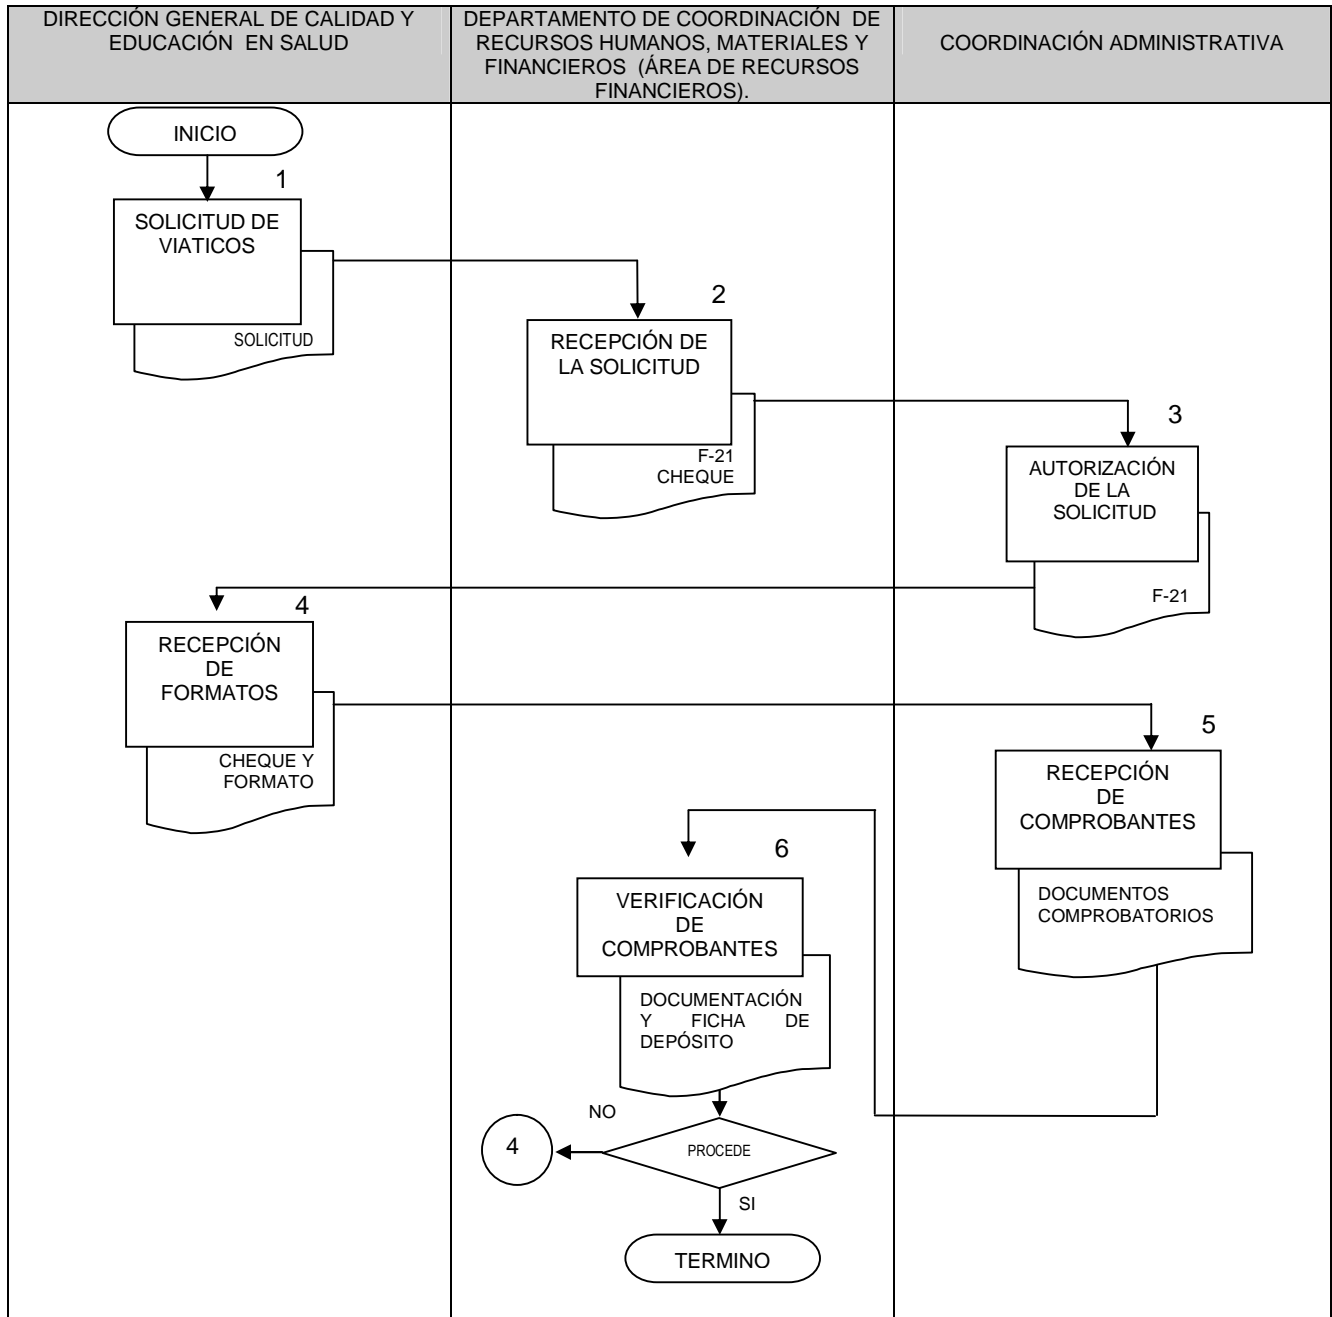 DIRECCIÓN GENERAL DE CALIDAD Y
EDUCACIÓN EN SALUD
DEPARTAMENTO DE COORDINACIÓN DE
RECURSOS HUMANOS, MATERIALES Y
FINANCIEROS (ÁREA DE RECURSOS
FINANCIEROS).
COORDINACIÓN ADMINISTRATIVA
INICIO
1
SOLICITUD DE
VIATICOS
SOLICITUD
2
RECEPCIÓN DE
LA SOLICITUD
F-21
CHEQUE
3
AUTORIZACIÓN
DE LA
SOLICITUD
F-21
4
RECEPCIÓN
DE
FORMATOS
CHEQUE Y
FORMATO
5
RECEPCIÓN
DE
COMPROBANTES
DOCUMENTOS
COMPROBATORIOS
6
VERIFICACIÓN
DE
COMPROBANTES
DOCUMENTACIÓN
Y FICHA DE
DEPÓSITO
NO
4
PROCEDE
SI
TERMINO